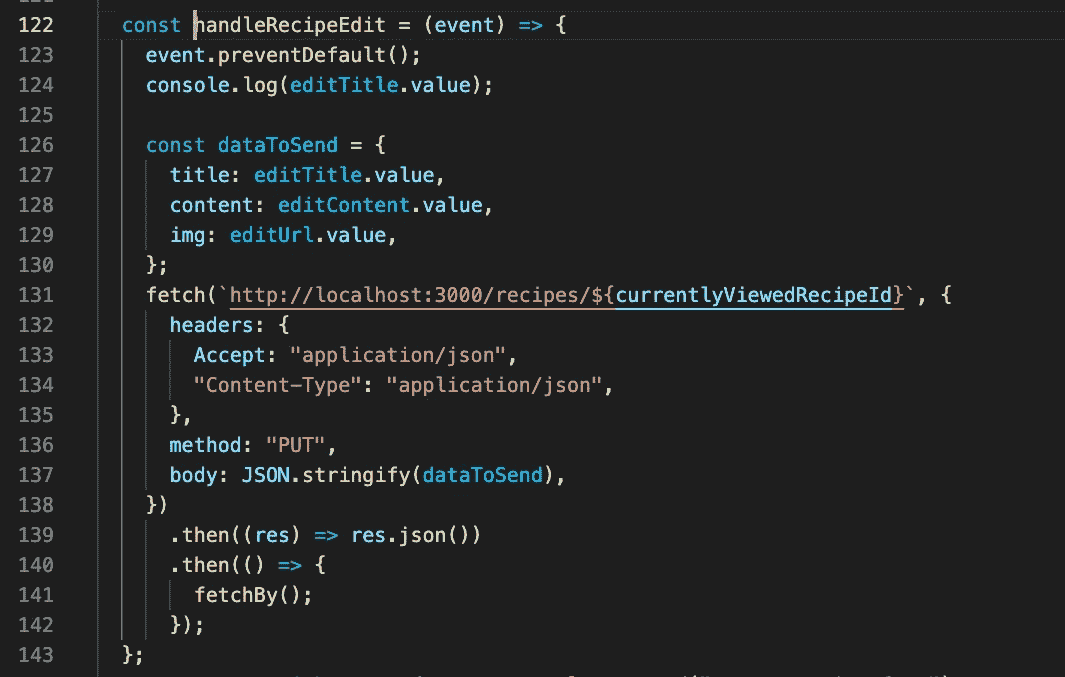 122 const handleRecipeEdit = (event) => {
123 event.preventDefault();
124 console.log(editTitle.value);
125
126 const dataToSend = {
127 title: editTitle.value,
128 content: editContent.value,
129 img: editUrl.value,
130 };
131 fetch(`http://localhost:3000/recipes/${currentlyViewedRecipeId}`, {
132 headers: {
133 Accept: "application/json",
134 "Content-Type": "application/json",
135 },
136 method: "PUT",
137 body: JSON.stringify(dataToSend),
138 })
139 .then((res) => res.json())
140 .then(() => {
141 fetchBy();
142 });
143 };